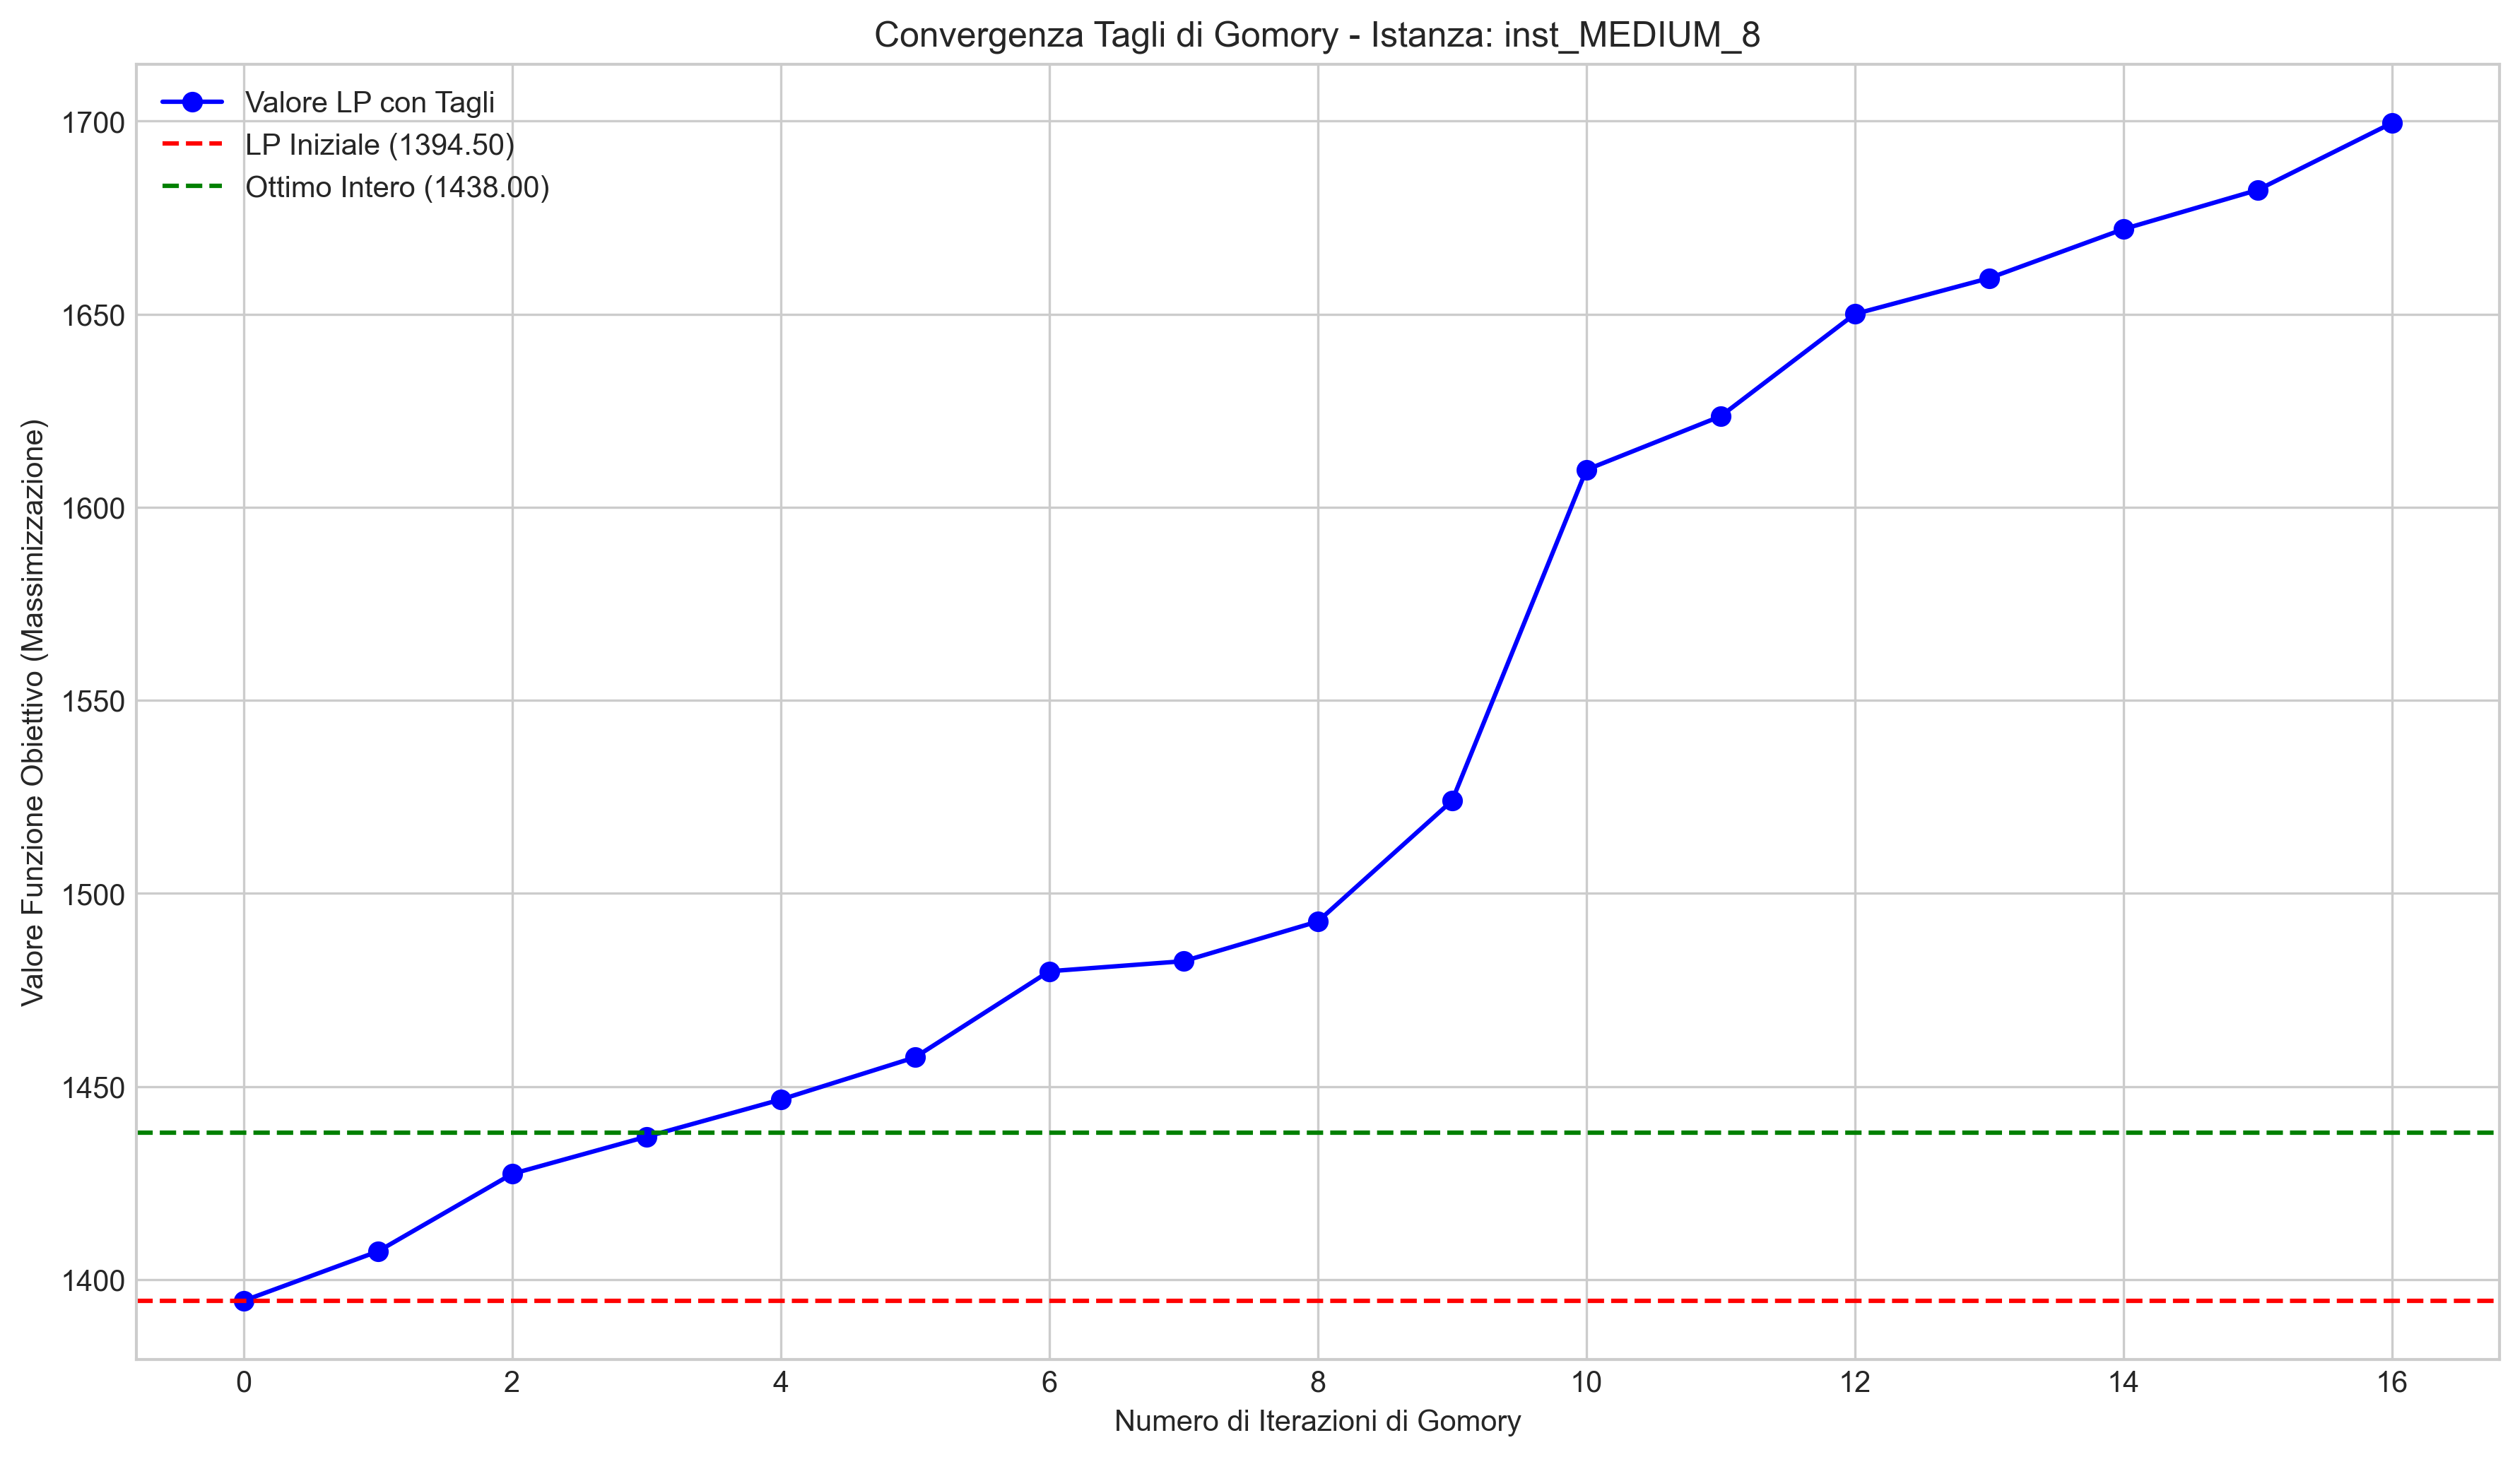 Convergenza Tagli di Gomory - Istanza: inst_MEDIUM_8
Valore LP con Tagli
LP Iniziale (1394.50)
Ottimo Intero (1438.00)
Valore Funzione Obiettivo (Massimizzazione)
1700
1650
1600
1550
1500
1450
1400
0 2 4 6 8 10 12 14 16
Numero di Iterazioni di Gomory